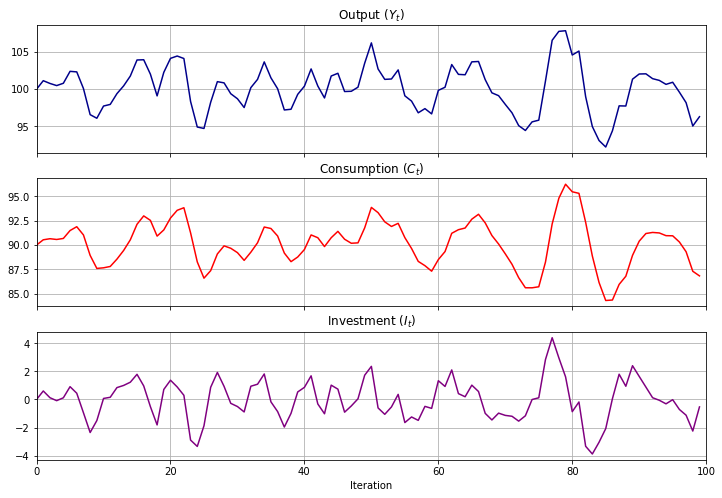 Output (Y_t)
105
100
95
Consumption (C_t)
95.0
92.5
90.0
87.5
85.0
Investment (I_t)
4
2
0
−2
−4
0 20 40 60 80 100
Iteration